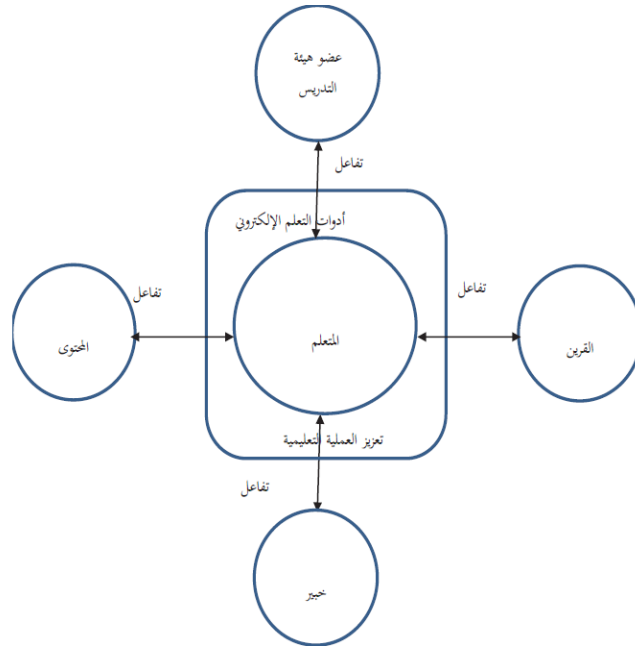 عضو هيئة
التدريس
تفاعل
أدوات التعلم الإلكتروني
تفاعل
تفاعل
القرين
المتعلم
المحتوى
تعزيز العملية التعليمية
تفاعل
خبير